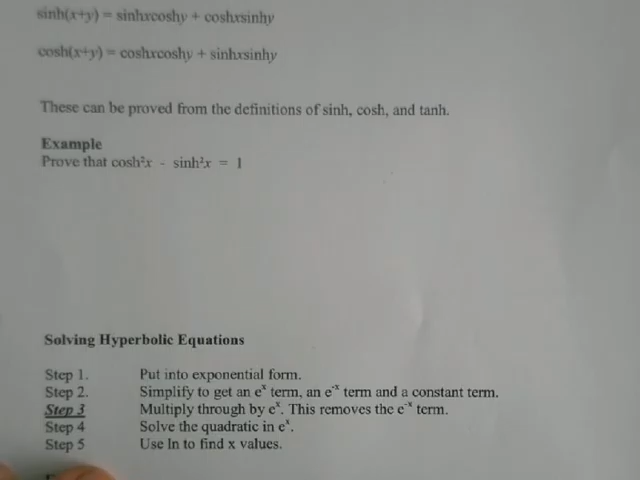 sinh(x+y) = sinhxcoshy + coshxsinhy
cosh(x+y) = coshxcoshy + sinhxsinhy
These can be proved from the definitions of sinh, cosh, and tanh.
Example
Prove that cosh²x - sinh²x = 1
Solving Hyperbolic Equations
Step 1. Put into exponential form.
Step 2. Simplify to get an eˣ term, an e⁻ˣ term and a constant term.
Step 3 Multiply through by eˣ. This removes the e⁻ˣ term.
Step 4 Solve the quadratic in eˣ.
Step 5 Use ln to find x values.